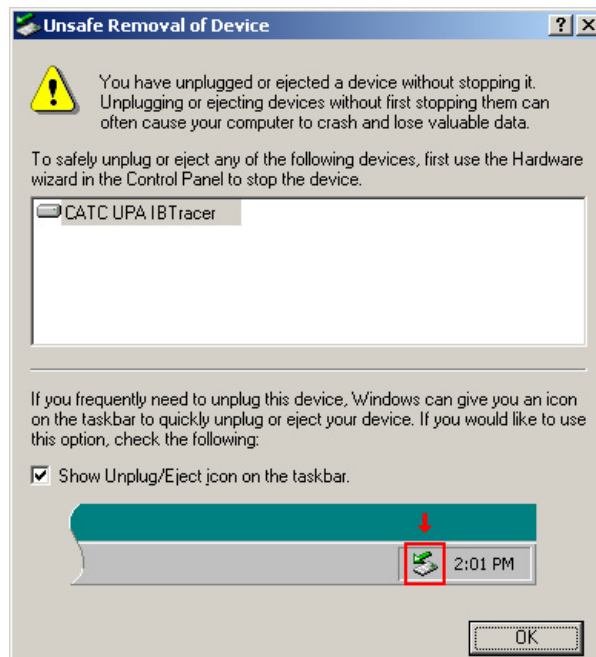 Unsafe Removal of Device
You have unplugged or ejected a device without stopping it.
Unplugging or ejecting devices without first stopping them can
often cause your computer to crash and lose valuable data.
To safely unplug or eject any of the following devices, first use the Hardware
wizard in the Control Panel to stop the device.
CATC UPA IBTracer
If you frequently need to unplug this device, Windows can give you an icon
on the taskbar to quickly unplug or eject your device. If you would like to use
this option, check the following:
Show Unplug/Eject icon on the taskbar.
2:01 PM
OK